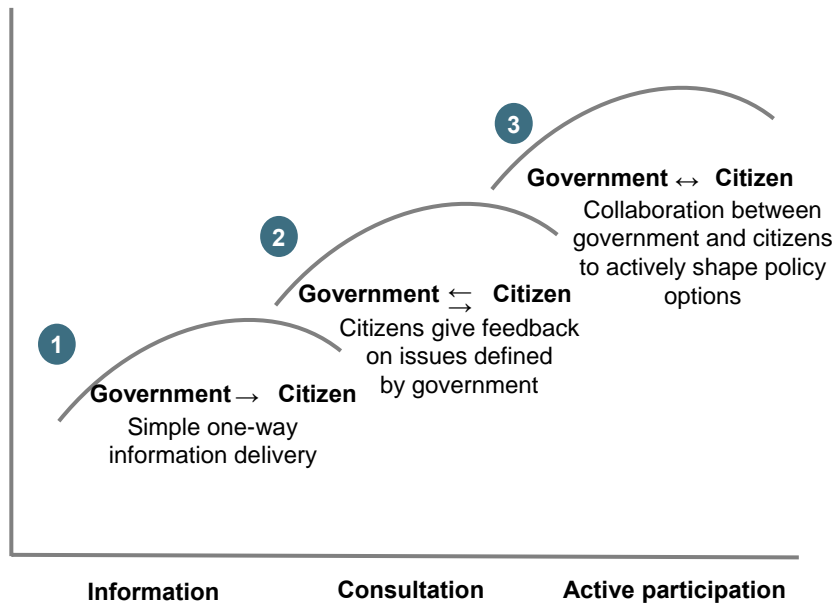 3
Government ↔ Citizen
Collaboration between
government and citizens
to actively shape policy
options
2
Government ←→ Citizen
Citizens give feedback
on issues defined
by government
1
Government → Citizen
Simple one-way
information delivery
Information Consultation Active participation